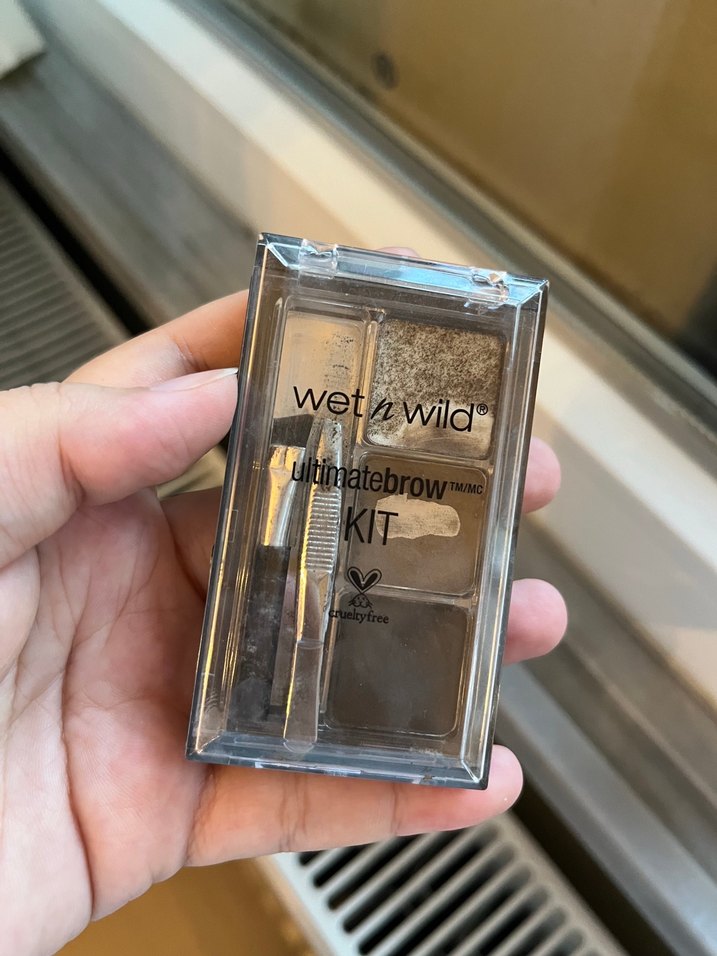 wet n wild®
ultimatebrow™/MC
KIT
crueltyfree